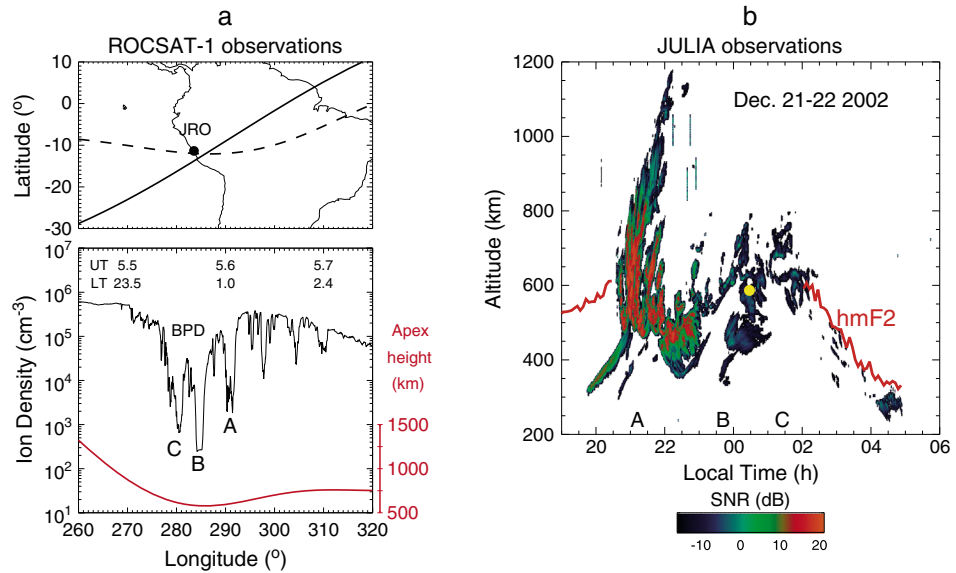 a
ROCSAT-1 observations
10
0
-10
-20
-30
Latitude (°)
JRO
10⁷
10⁶
10⁵
10⁴
10³
10²
10¹
Ion Density (cm⁻³)
UT 5.5 5.6 5.7
LT 23.5 1.0 2.4
BPD
C
B
A
Apex
height
(km)
1500
1000
500
260 270 280 290 300 310 320
Longitude (°)
b
JULIA observations
Dec. 21-22 2002
1200
1000
800
600
400
200
Altitude (km)
hmF2
A B C
20 22 00 02 04 06
Local Time (h)
SNR (dB)
-10 0 10 20